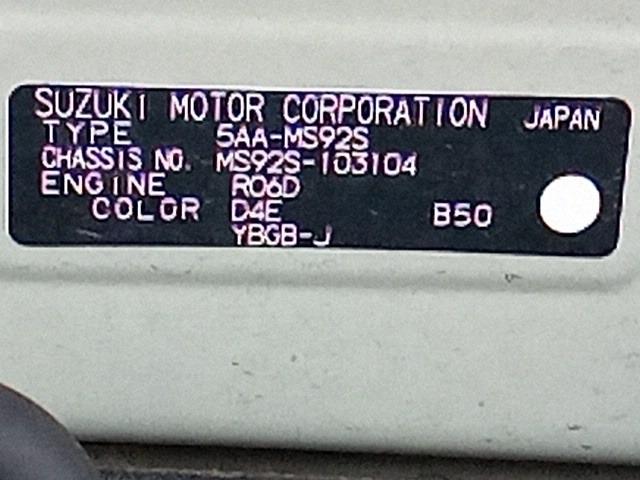 SUZUKI MOTOR CORPORATION JAPAN
TYPE 5AA-MS92S
CHASSIS NO. MS92S-103104
ENGINE R06D
COLOR D4E B50
YBGB-J